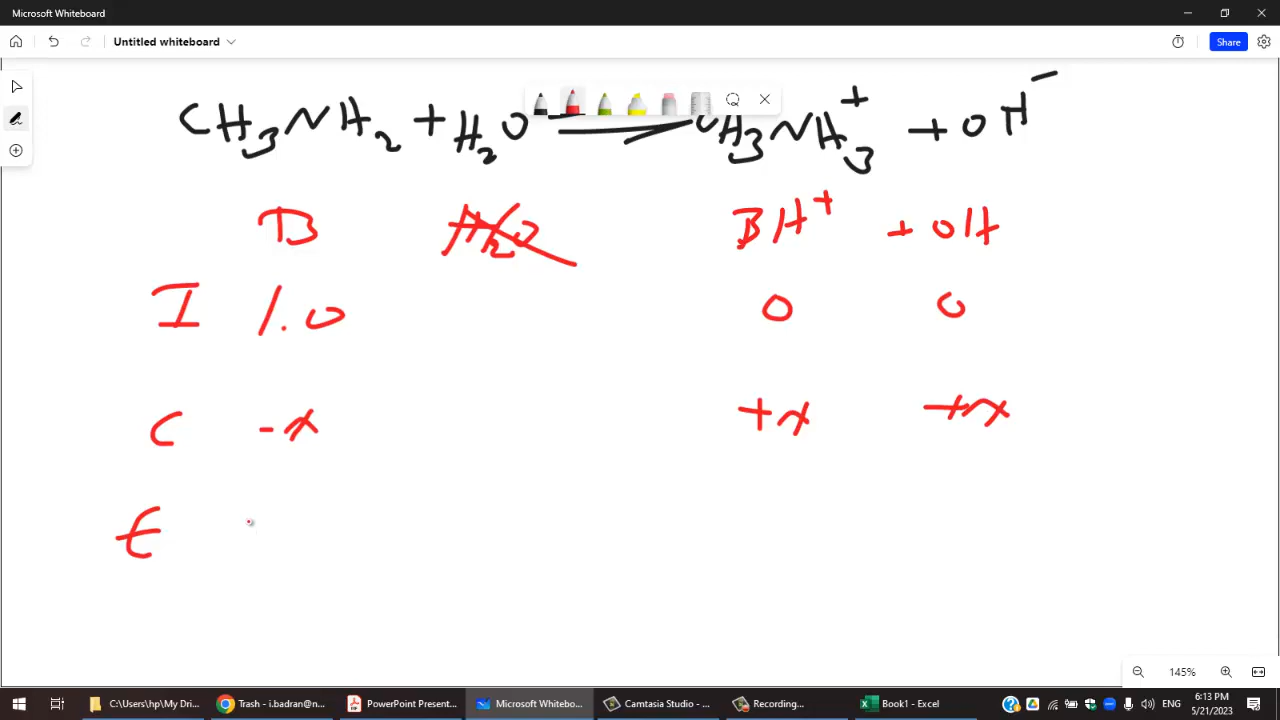 Microsoft Whiteboard
Untitled whiteboard
Share
CH3NH2 + H2O CH3NH3+ + OH-
B H2O BH+ + OH
I 1.0 0 0
C -x +x +x
E
145%
C:\Users\hp\My Dri...
Trash - i.badran@n...
PowerPoint Present...
Microsoft Whitebo...
Camtasia Studio - ...
Recording...
Book1 - Excel
ENG
6:13 PM
5/21/2023